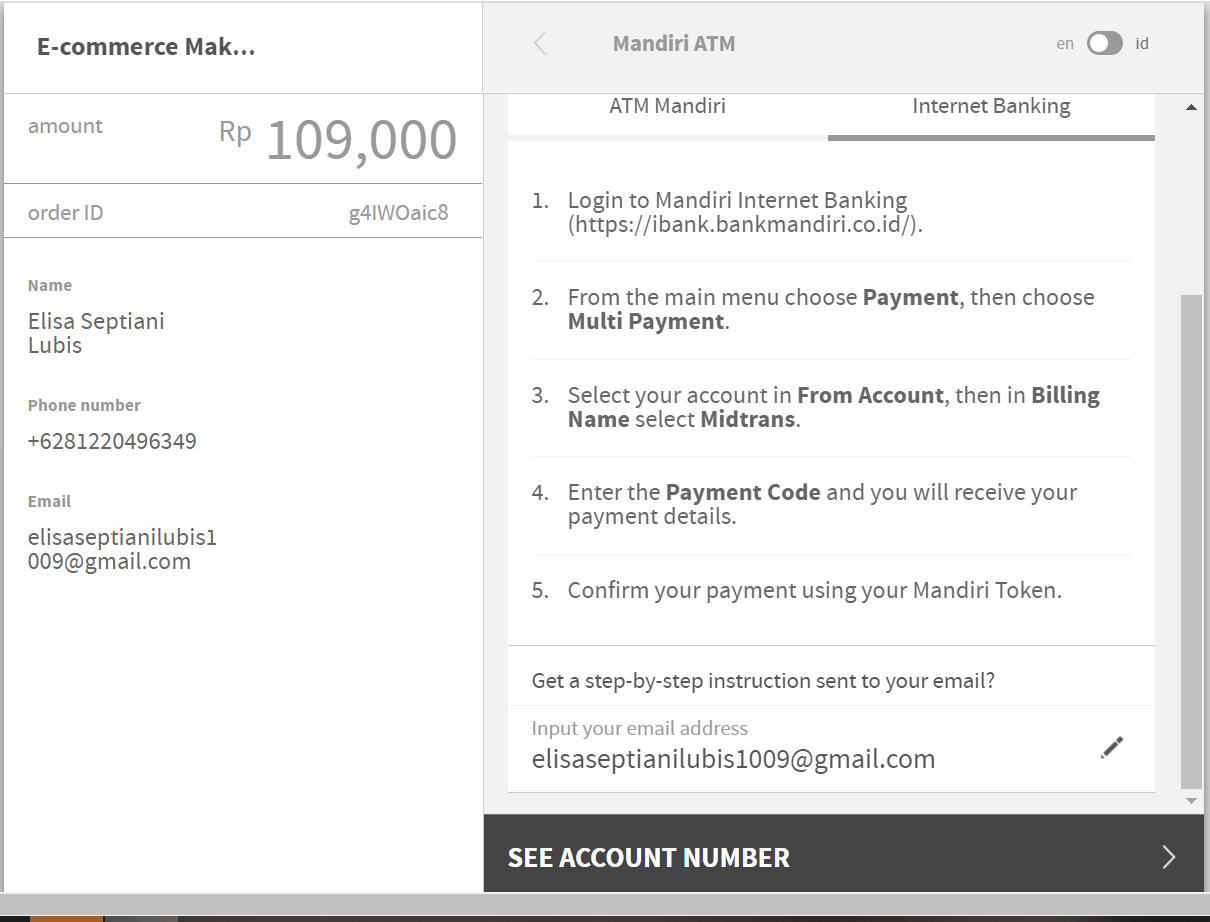 E-commerce Mak...
Mandiri ATM
en id
amount
Rp 109,000
order ID g4IWOaic8
Name
Elisa Septiani
Lubis
Phone number
+6281220496349
Email
elisaseptianilubis1
009@gmail.com
ATM Mandiri
Internet Banking
1. Login to Mandiri Internet Banking
(https://ibank.bankmandiri.co.id/).
2. From the main menu choose Payment, then choose
Multi Payment.
3. Select your account in From Account, then in Billing
Name select Midtrans.
4. Enter the Payment Code and you will receive your
payment details.
5. Confirm your payment using your Mandiri Token.
Get a step-by-step instruction sent to your email?
Input your email address
elisaseptianilubis1009@gmail.com
SEE ACCOUNT NUMBER